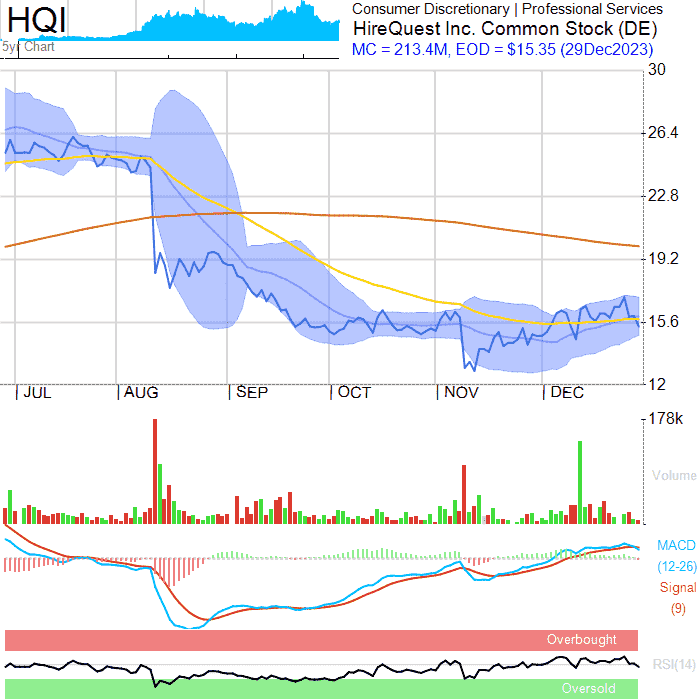 HQI
5yr Chart
Consumer Discretionary | Professional Services
HireQuest Inc. Common Stock (DE)
MC = 213.4M, EOD = $15.35 (29Dec2023)
30
26.4
22.8
19.2
15.6
12
JUL AUG SEP OCT NOV DEC
178k
Volume
MACD
(12-26)
Signal
(9)
Overbought
RSI(14)
Oversold